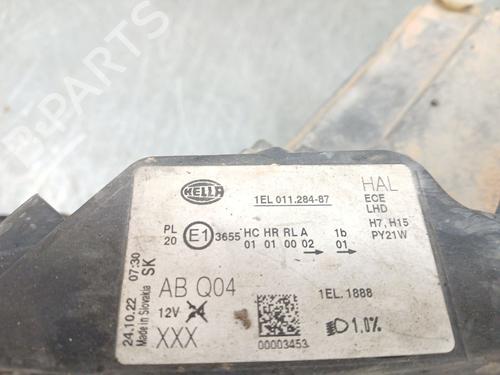 B-PARTS
HELLA
1EL 011.284-87
HAL
ECE
LHD
H7, H15
PY21W
PL
20
E1
3655
HC HR RL A
01 01 00 02
1b
01
24.10.22 07:30
Made in Slovakia SK
AB Q04
12V
XXX
1EL.1888
00003453
1.0%